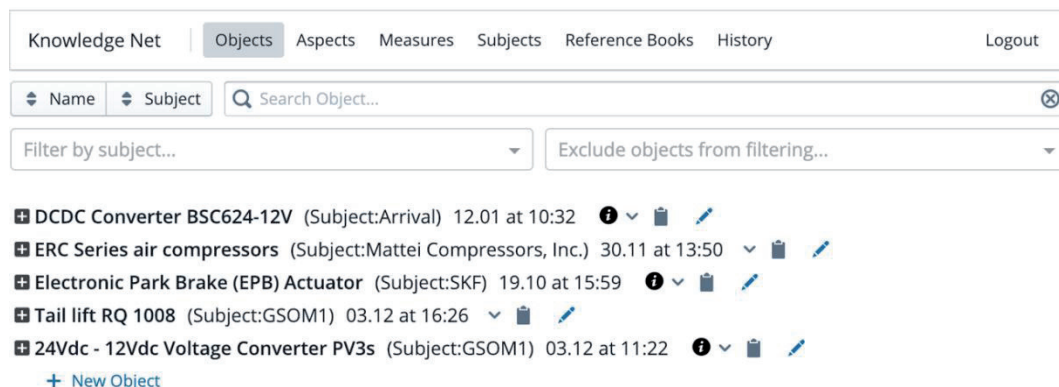 Knowledge Net Objects Aspects Measures Subjects Reference Books History Logout
Name Subject Search Object...
Filter by subject... Exclude objects from filtering...
DCDC Converter BSC624-12V (Subject:Arrival) 12.01 at 10:32
ERC Series air compressors (Subject:Mattei Compressors, Inc.) 30.11 at 13:50
Electronic Park Brake (EPB) Actuator (Subject:SKF) 19.10 at 15:59
Tail lift RQ 1008 (Subject:GSOM1) 03.12 at 16:26
24Vdc - 12Vdc Voltage Converter PV3s (Subject:GSOM1) 03.12 at 11:22
+ New Object